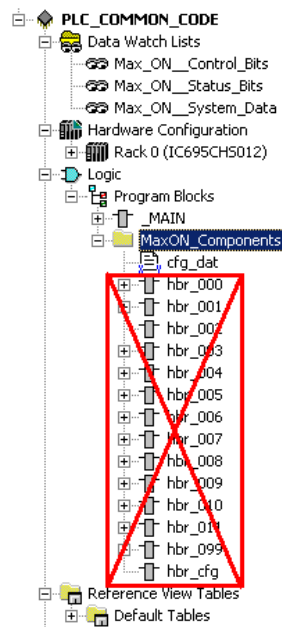 PLC_COMMON_CODE
Data Watch Lists
Max_ON__Control_Bits
Max_ON__Status_Bits
Max_ON__System_Data
Hardware Configuration
Rack 0 (IC695CHS012)
Logic
Program Blocks
_MAIN
MaxON_Components
cfg_dat
hbr_000
hbr_001
hbr_002
hbr_003
hbr_004
hbr_005
hbr_006
hbr_007
hbr_008
hbr_009
hbr_010
hbr_011
hbr_099
hbr_cfg
Reference View Tables
Default Tables